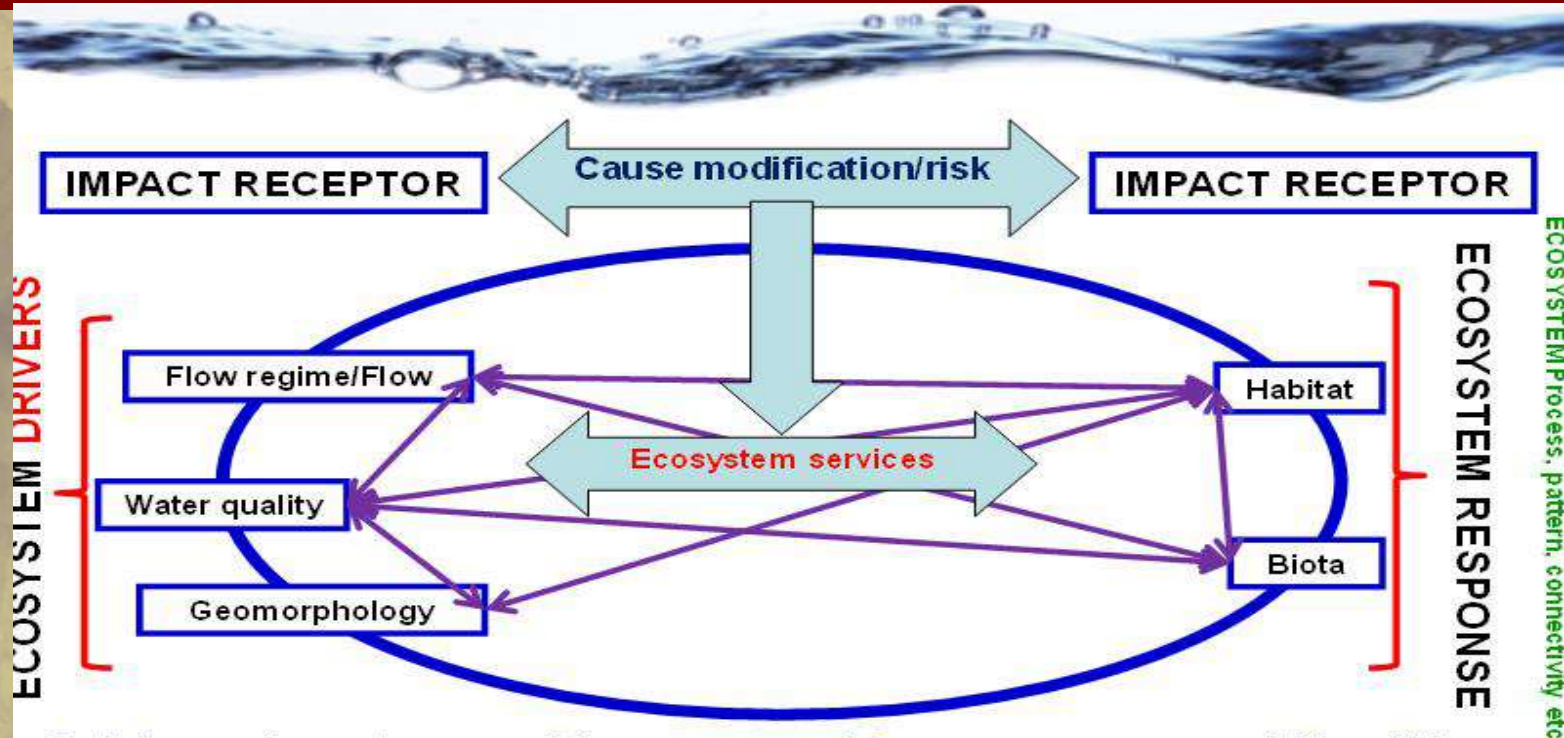 IMPACT RECEPTOR
Cause modification/risk
IMPACT RECEPTOR
ECOSYSTEM DRIVERS
Flow regime/Flow
Water quality
Geomorphology
Ecosystem services
Habitat
Biota
ECOSYSTEM RESPONSE
ECOSYSTEM Process, pattern, connectivity etc